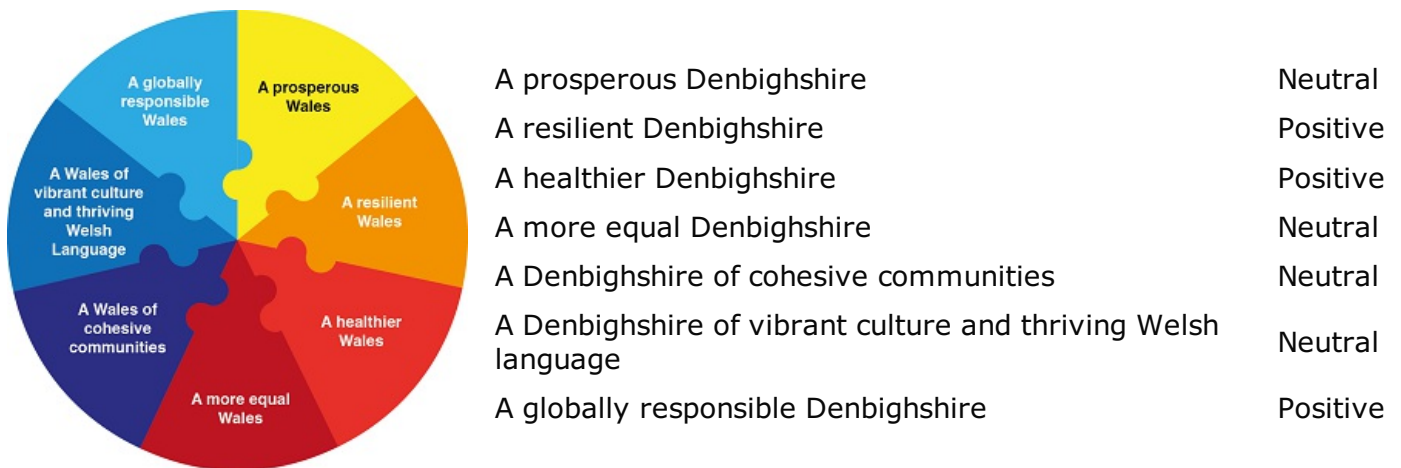 A globally
responsible
Wales
A prosperous
Wales
A resilient
Wales
A healthier
Wales
A more equal
Wales
A Wales of
cohesive
communities
A Wales of
vibrant culture
and thriving
Welsh
Language
A prosperous Denbighshire Neutral
A resilient Denbighshire Positive
A healthier Denbighshire Positive
A more equal Denbighshire Neutral
A Denbighshire of cohesive communities Neutral
A Denbighshire of vibrant culture and thriving Welsh
language Neutral
A globally responsible Denbighshire Positive